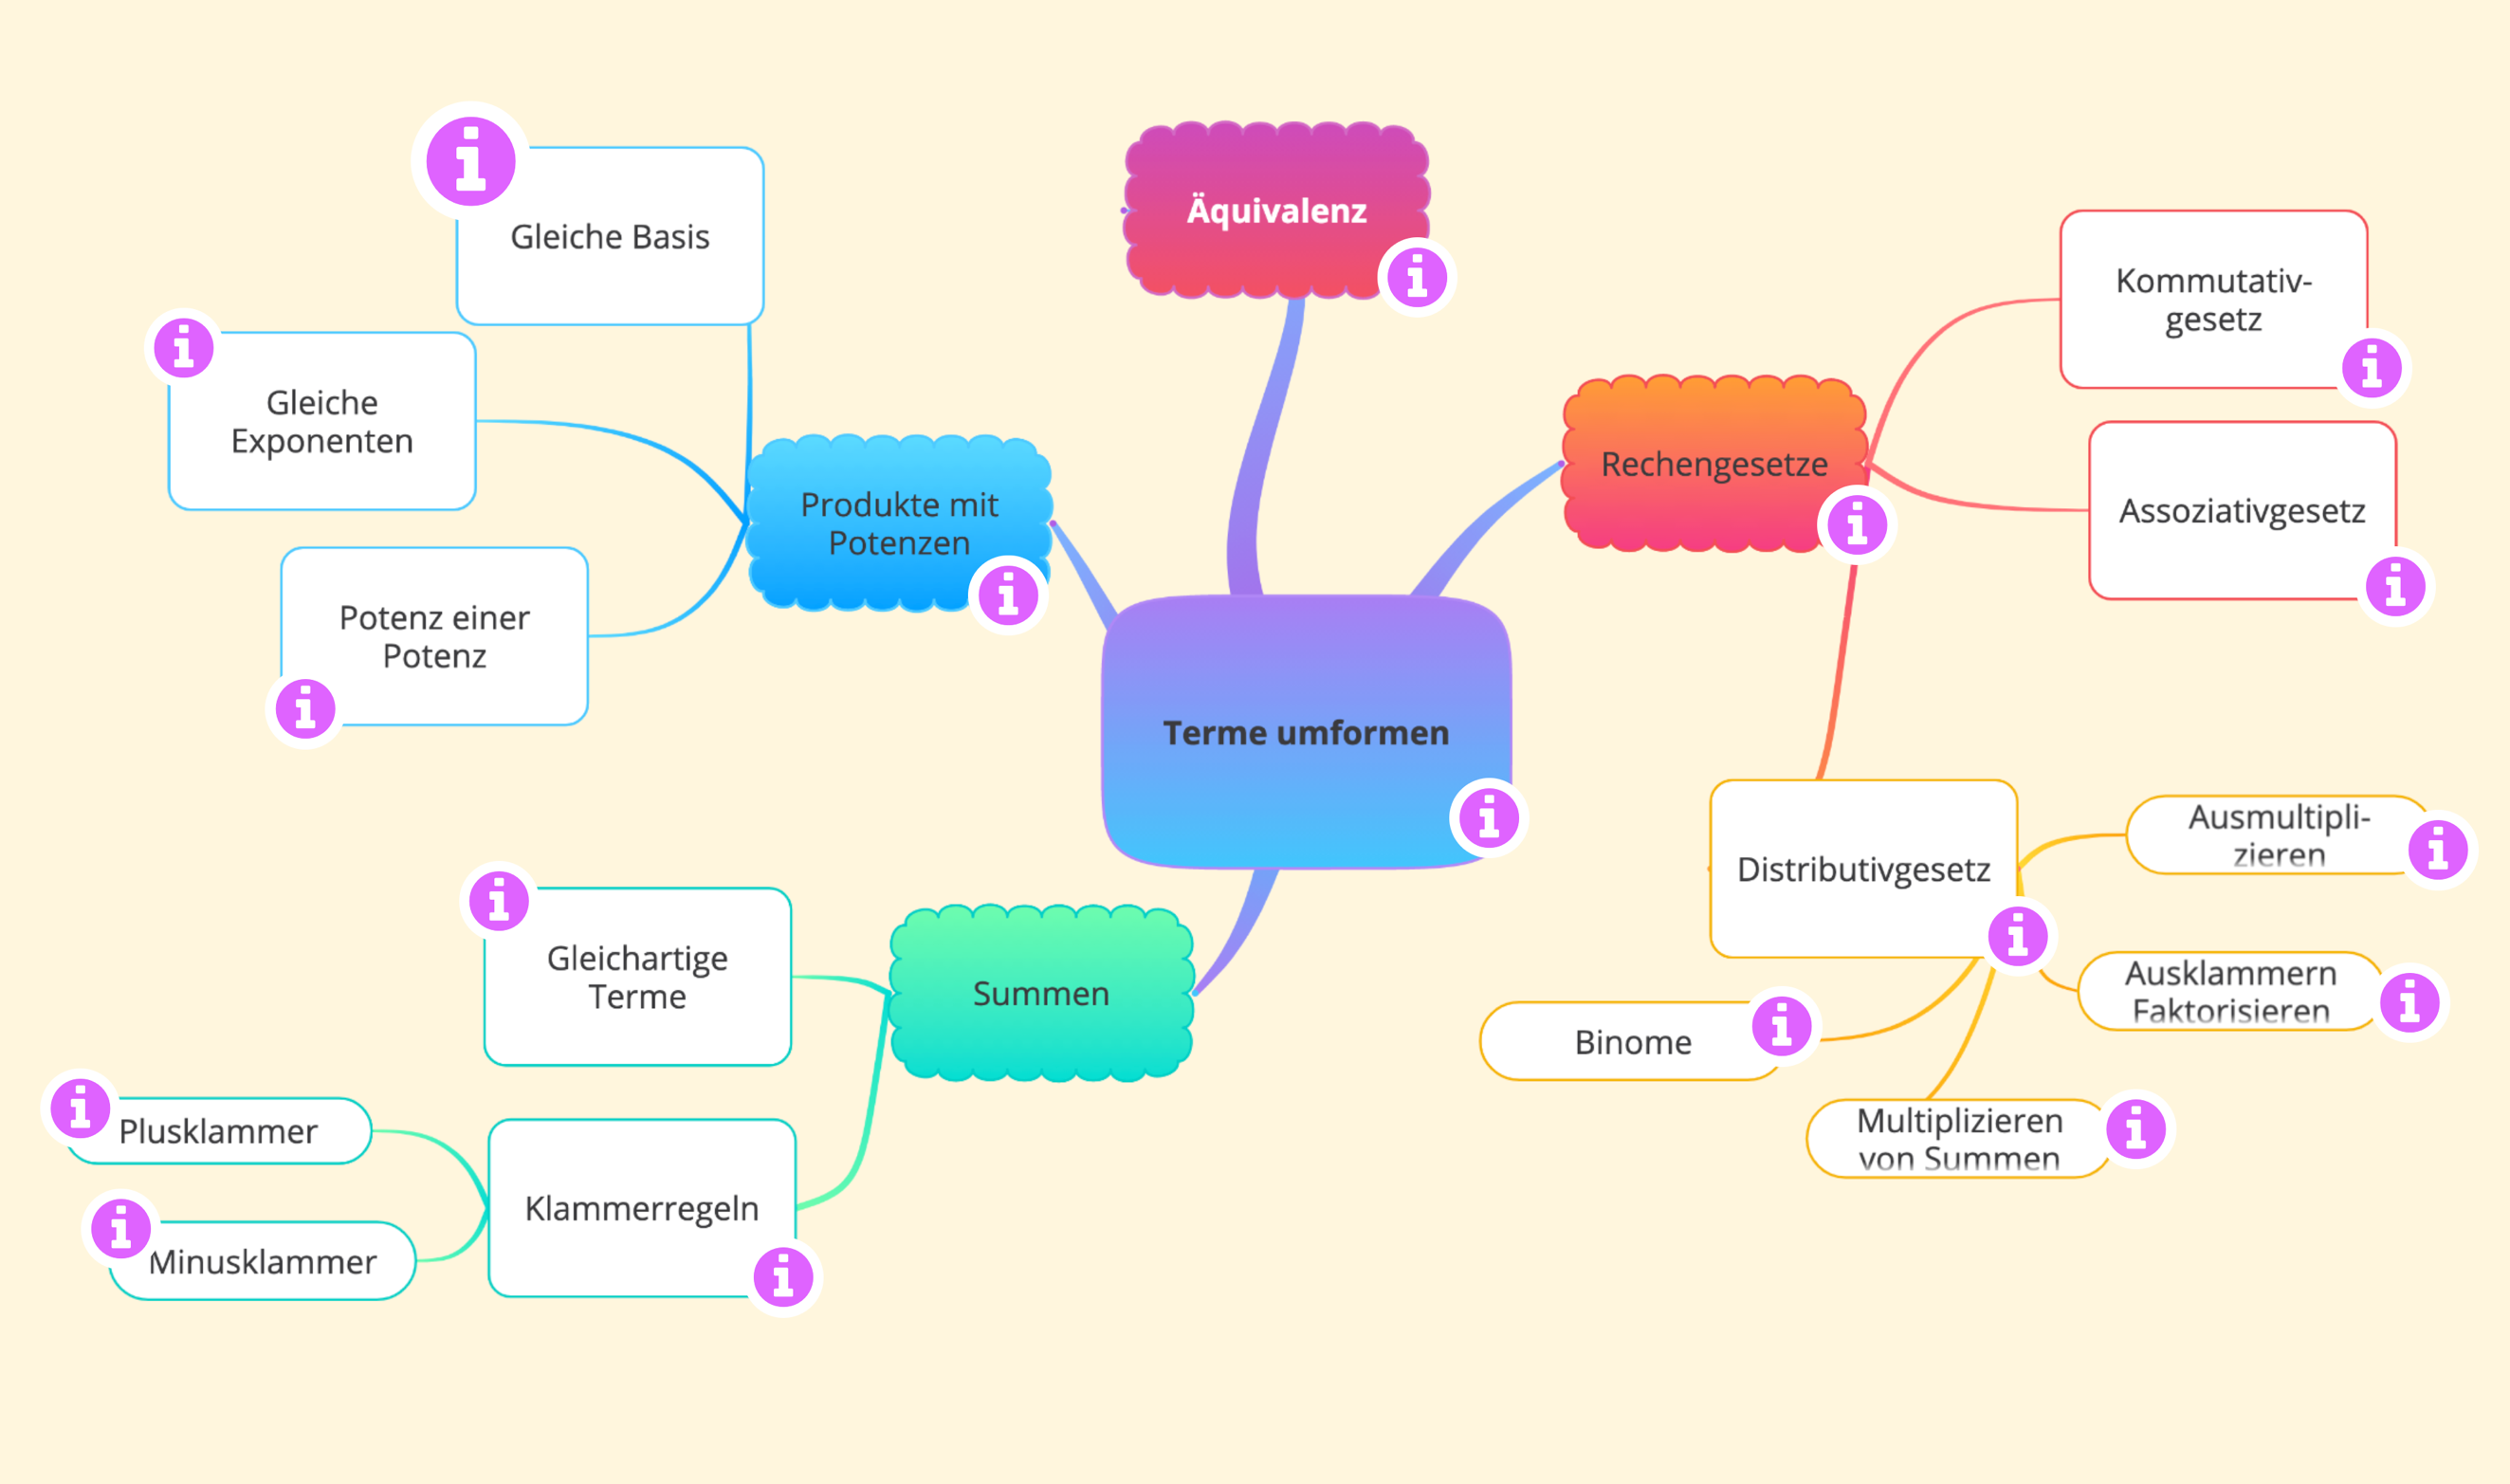 Äquivalenz
Gleiche Basis
Kommutativ-
gesetz
Gleiche
Exponenten
Rechengesetze
Produkte mit
Potenzen
Assoziativgesetz
Potenz einer
Potenz
Terme umformen
Ausmultipli-
zieren
Distributivgesetz
Gleichartige
Terme
Summen
Ausklammern
Faktorisieren
Binome
Plusklammer
Multiplizieren
von Summen
Klammerregeln
Minusklammer